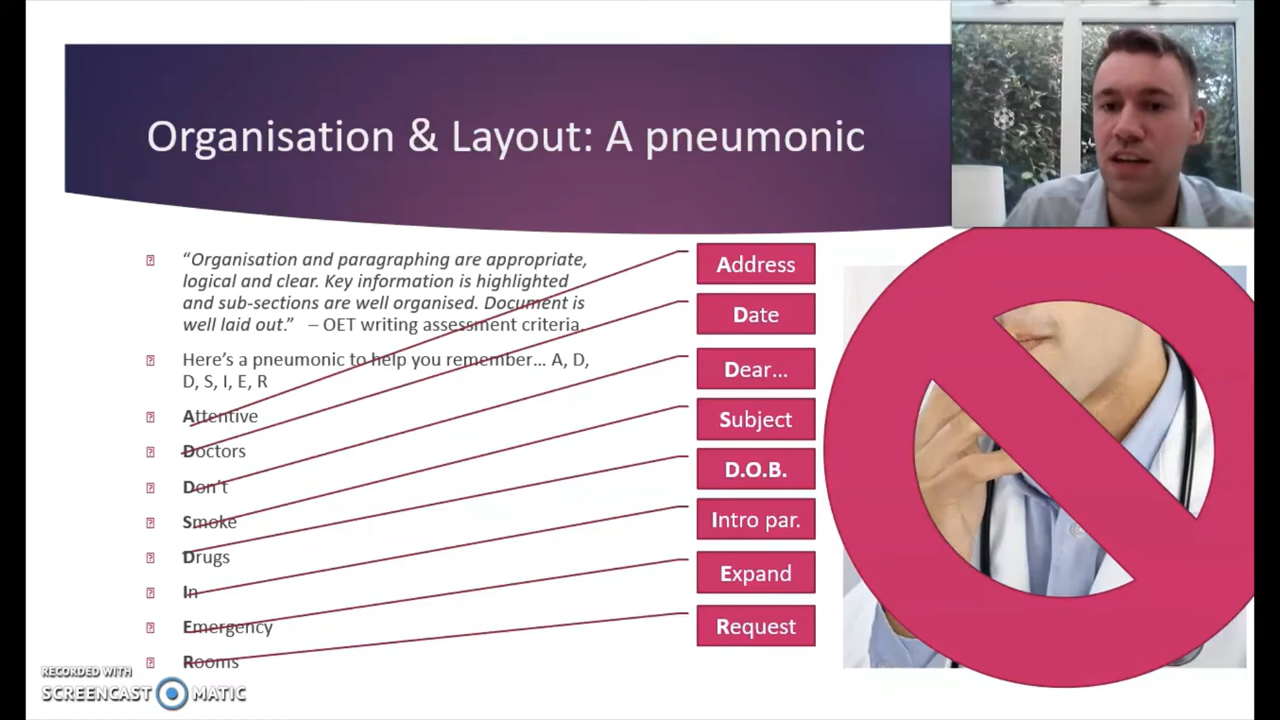 Organisation & Layout: A pneumonic
“Organisation and paragraphing are appropriate,
logical and clear. Key information is highlighted
and sub-sections are well organised. Document is
well laid out.” – OET writing assessment criteria.
Here’s a pneumonic to help you remember… A, D,
D, S, I, E, R
Attentive
Doctors
Don’t
Smoke
Drugs
In
Emergency
Rooms
Address
Date
Dear…
Subject
D.O.B.
Intro par.
Expand
Request
RECORDED WITH
SCREENCAST MATIC